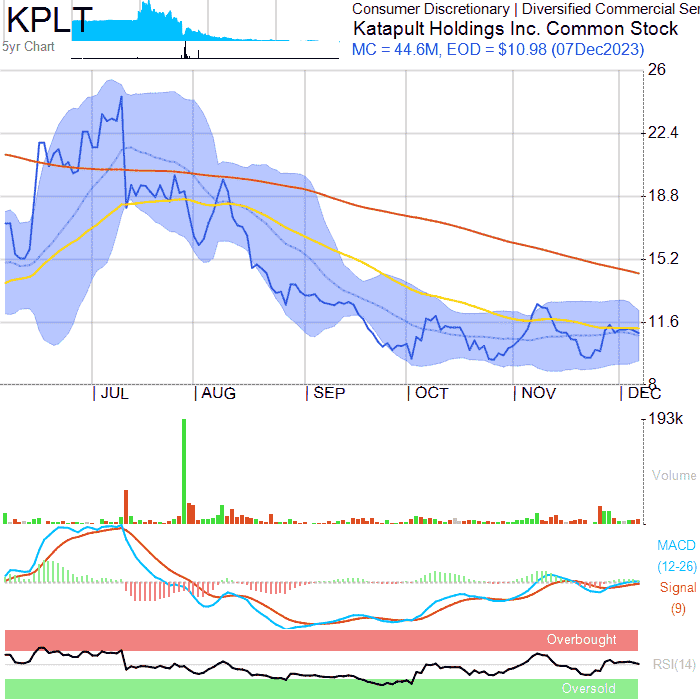 KPLT
5yr Chart
Consumer Discretionary | Diversified Commercial Ser
Katapult Holdings Inc. Common Stock
MC = 44.6M, EOD = $10.98 (07Dec2023)
26
22.4
18.8
15.2
11.6
8
JUL AUG SEP OCT NOV DEC
193k
Volume
MACD
(12-26)
Signal
(9)
Overbought
RSI(14)
Oversold